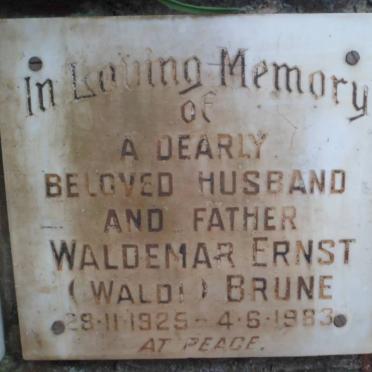 In Loving Memory
of
A DEARLY
BELOVED HUSBAND
AND FATHER
WALDEMAR ERNST
(WALDI) BRUNE
28-11-1925 - 4-6-1983
AT PEACE.